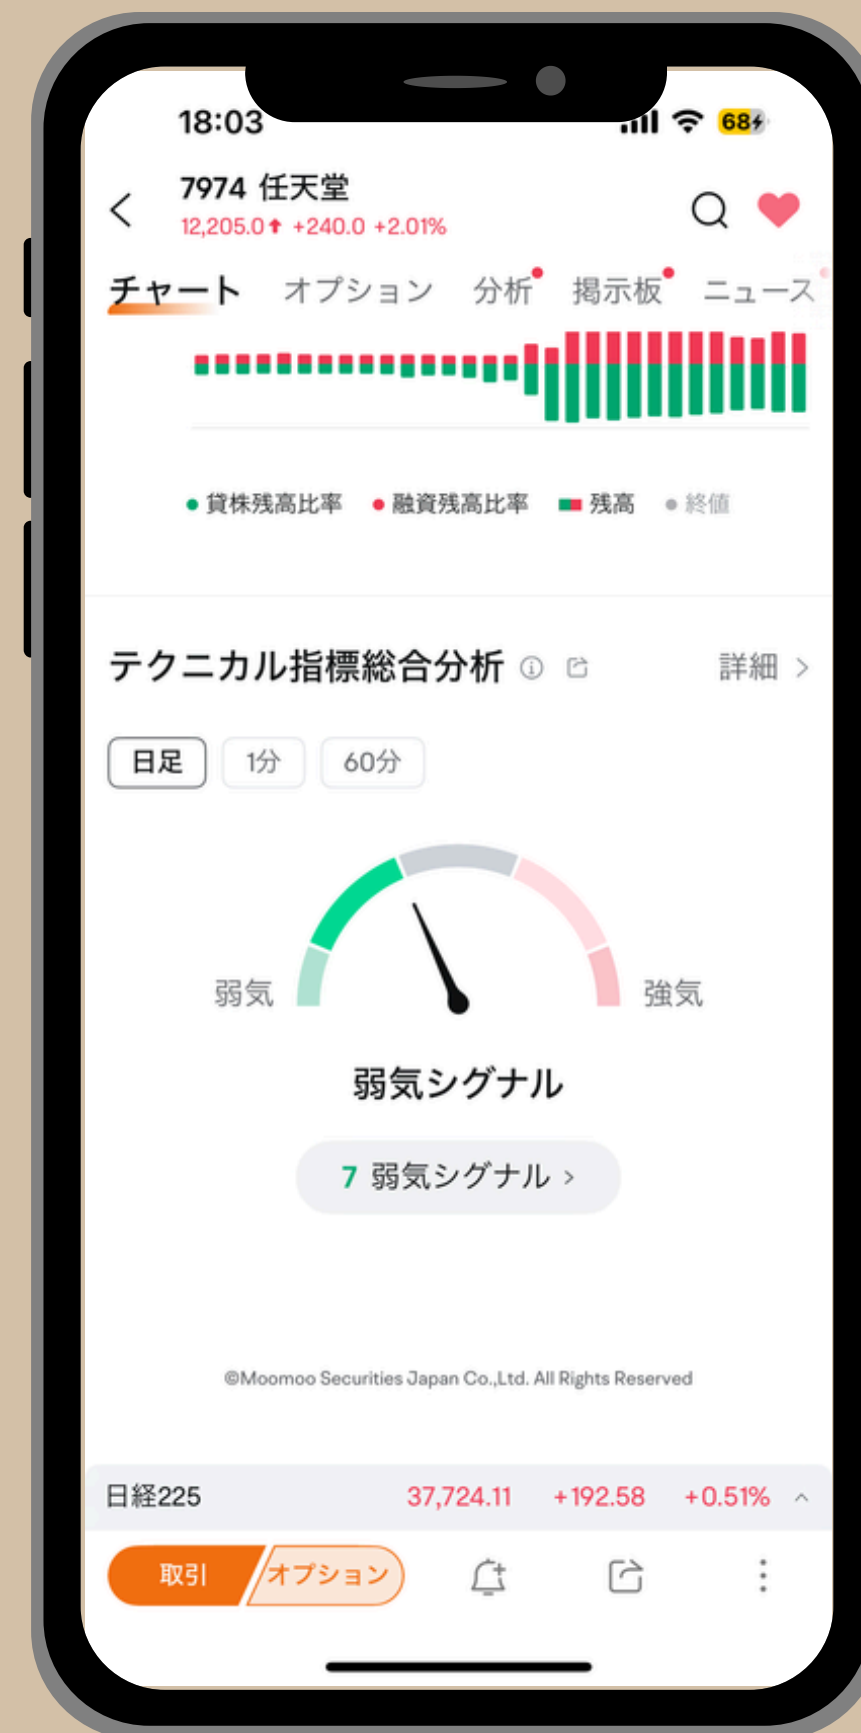 18:03 68
7974 任天堂
12,205.0 +240.0 +2.01%
チャート オプション 分析 掲示板 ニュース
貸株残高比率 融資残高比率 残高 終値
テクニカル指標総合分析 詳細 >
日足 1分 60分
弱気 強気
弱気シグナル
7 弱気シグナル >
©Moomoo Securities Japan Co.,Ltd. All Rights Reserved
日経225 37,724.11 +192.58 +0.51%
取引 オプション